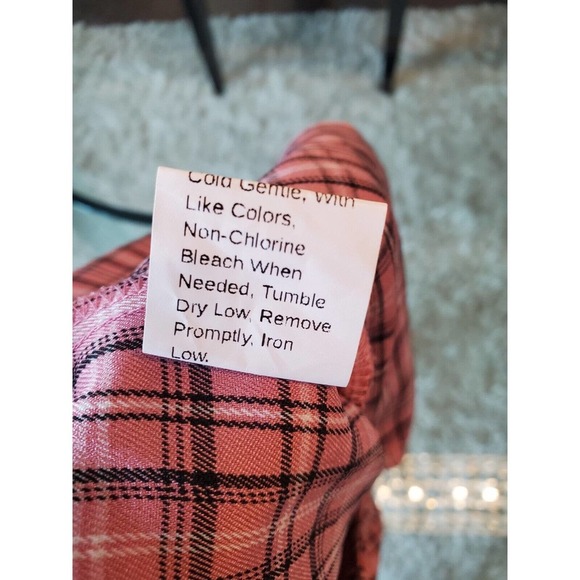 Cold Gentle, With
Like Colors,
Non-Chlorine
Bleach When
Needed, Tumble
Dry Low, Remove
Promptly, Iron
Low.